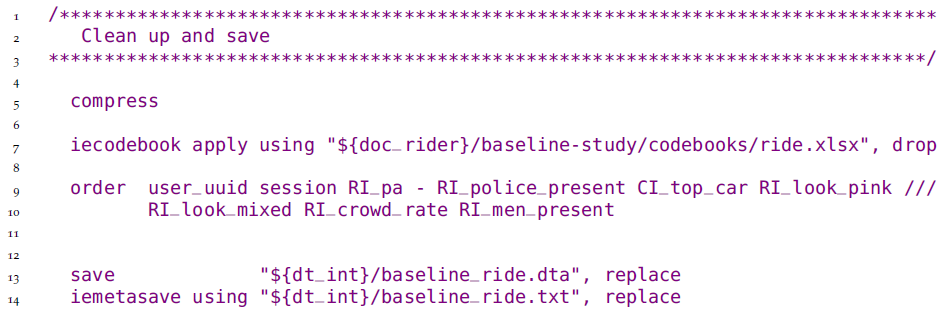 1 /********************************************************************************
2 Clean up and save
3 ********************************************************************************/
4
5 compress
6
7 iecodebook apply using "${doc_rider}/baseline-study/codebooks/ride.xlsx", drop
8
9 order user_uuid session RI_pa - RI_police_present CI_top_car RI_look_pink ///
10 RI_look_mixed RI_crowd_rate RI_men_present
11
12
13 save "${dt_int}/baseline_ride.dta", replace
14 iemetasave using "${dt_int}/baseline_ride.txt", replace